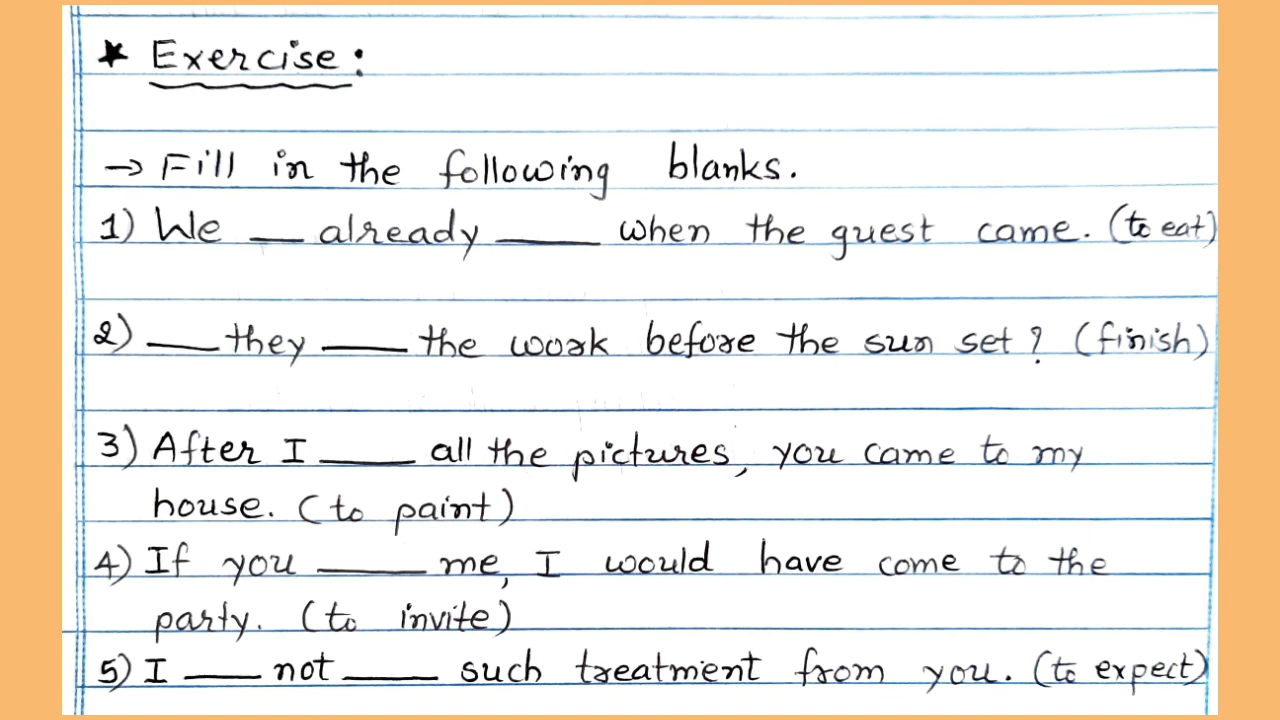 ★ Exercise:
→ Fill in the following blanks.
1) We __ already ____ when the guest came. (to eat)
2) ___ they ____ the work before the sun set? (finish)
3) After I ____ all the pictures, you came to my
house. (to paint)
4) If you ____ me, I would have come to the
party. (to invite)
5) I ___ not ____ such treatment from you. (to expect)